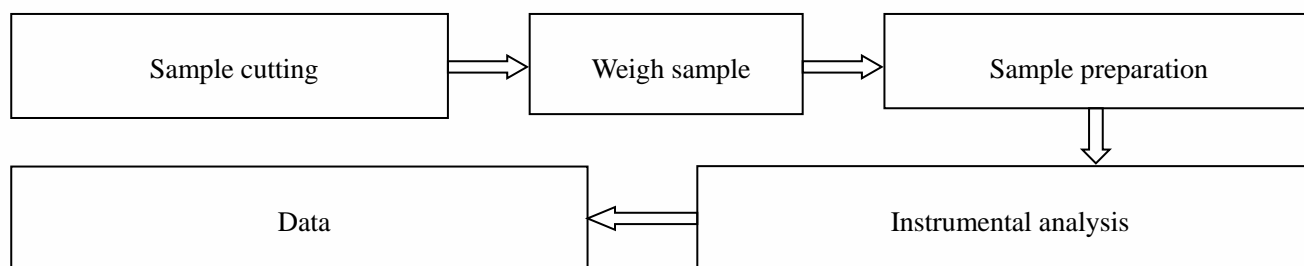 Sample cutting
Weigh sample
Sample preparation
Data
Instrumental analysis